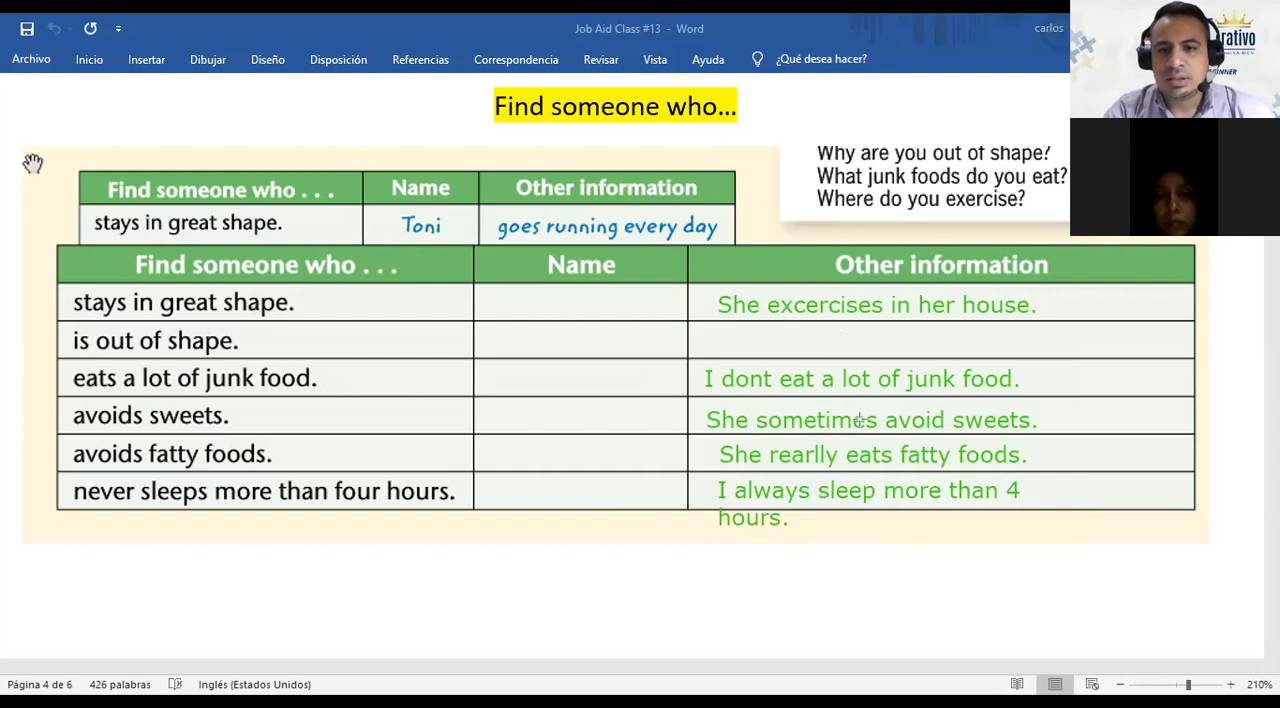 Job Aid Class #13 - Word
carlos
Archivo Inicio Insertar Dibujar Diseño Disposición Referencias Correspondencia Revisar Vista Ayuda ¿Qué desea hacer?
Find someone who...
Why are you out of shape?
What junk foods do you eat?
Where do you exercise?
Find someone who . . . Name Other information
stays in great shape. Toni goes running every day
Find someone who . . . Name Other information
stays in great shape. She excercises in her house.
is out of shape.
eats a lot of junk food. I dont eat a lot of junk food.
avoids sweets. She sometimes avoid sweets.
avoids fatty foods. She rearlly eats fatty foods.
never sleeps more than four hours. I always sleep more than 4
hours.
Página 4 de 6 426 palabras Inglés (Estados Unidos) 210%